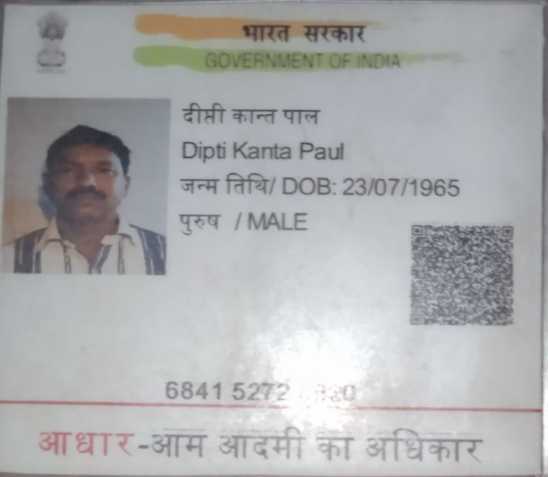 भारत सरकार
GOVERNMENT OF INDIA
दीप्ती कान्त पाल
Dipti Kanta Paul
जन्म तिथि/ DOB: 23/07/1965
पुरुष / MALE
6841 5272
आधार-आम आदमी का अधिकार